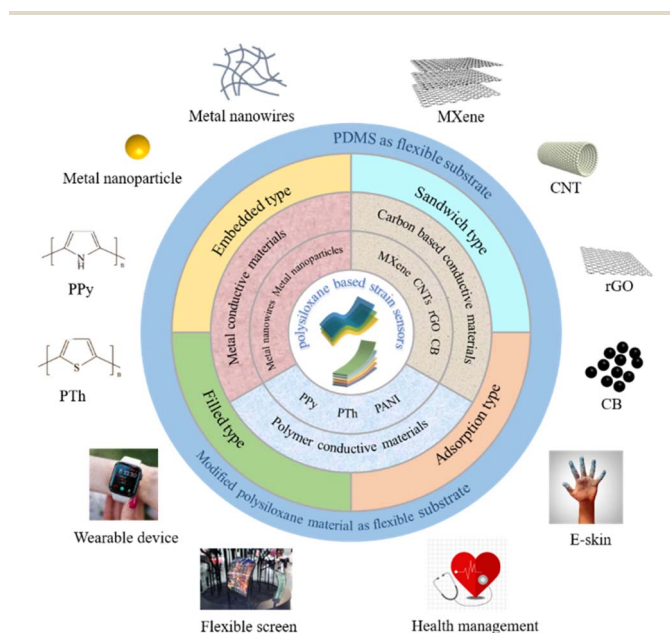 Metal nanowires
MXene
Metal nanoparticle
CNT
PPy
rGO
PTh
CB
Wearable device
E-skin
Flexible screen
Health management
PDMS as flexible substrate
Modified polysiloxane material as flexible substrate
Embedded type
Sandwich type
Filled type
Adsorption type
Metal conductive materials
Carbon based conductive materials
Polymer conductive materials
Metal nanowires Metal nanoparticles
MXene CNTs rGO CB
PPy PTh PANI
polysiloxane based strain sensors
N
H
n
S
n